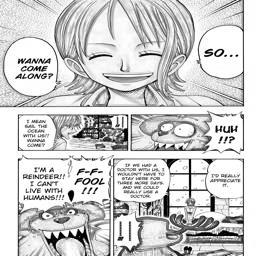 SO...
WANNA
COME
ALONG?
HUH
!!?
I MEAN
SAIL THE
OCEAN WITH
US!! WANNA
COME?
I'D REALLY
APPRECIATE
IT.
IF WE HAD A
DOCTOR WITH US, I
WOULDN'T HAVE TO
STAY HERE FOR
THREE MORE DAYS.
AND WE COULD
REALLY USE A
DOCTOR.
!!
F-F-
FOOL
!!!
I'M A
REINDEER!!
I CAN'T
LIVE WITH
HUMANS!!!